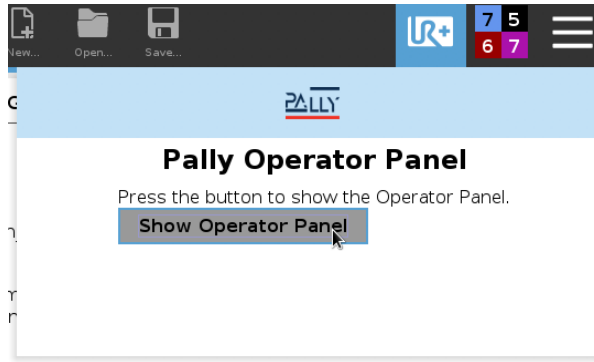 New... Open... Save...
UR+
7 5
6 7
G
PALLY
Pally Operator Panel
Press the button to show the Operator Panel.
Show Operator Panel